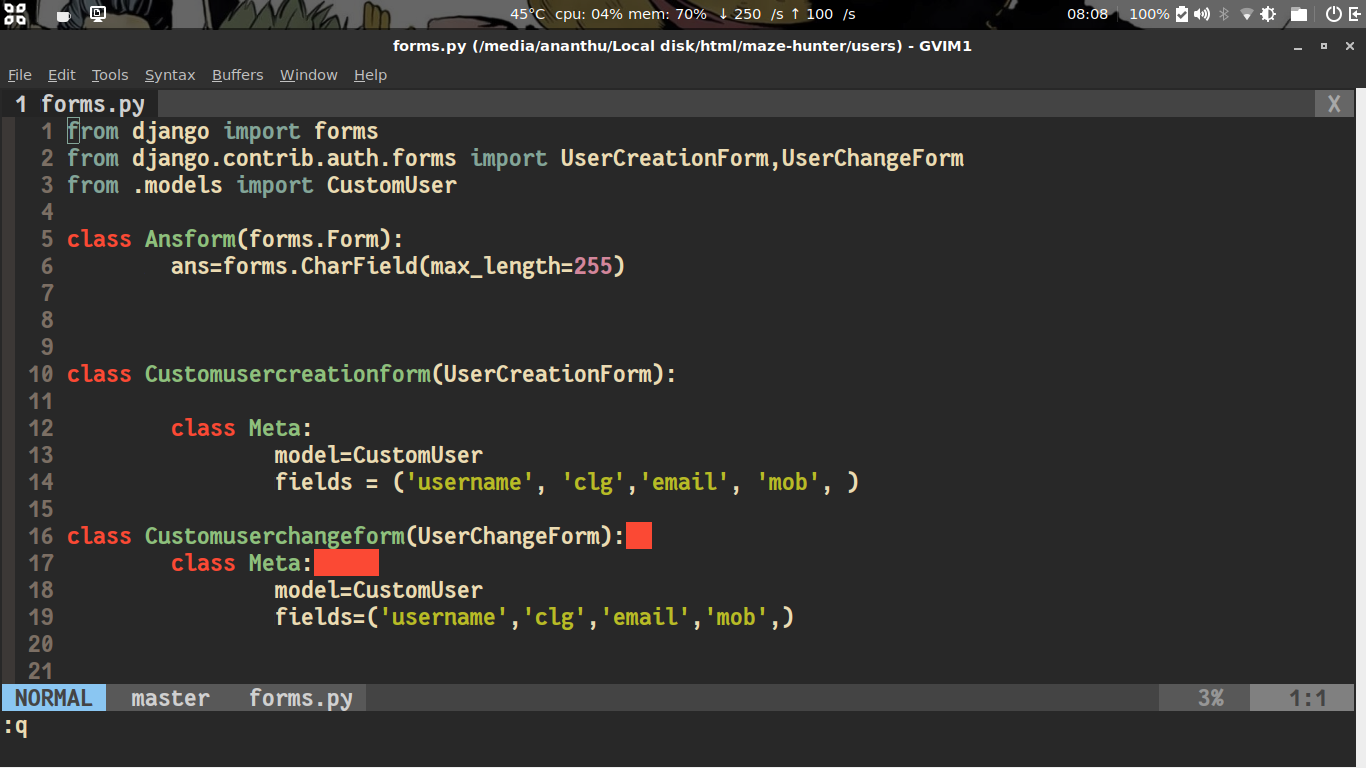 45°C cpu: 04% mem: 70% ↓ 250 /s ↑ 100 /s 08:08 100%
forms.py (/media/ananthu/Local disk/html/maze-hunter/users) - GVIM1
File Edit Tools Syntax Buffers Window Help
1 forms.py X
1 from django import forms
2 from django.contrib.auth.forms import UserCreationForm,UserChangeForm
3 from .models import CustomUser
4
5 class Ansform(forms.Form):
6         ans=forms.CharField(max_length=255)
7
8
9
10 class Customusercreationform(UserCreationForm):
11
12         class Meta:
13                 model=CustomUser
14                 fields = ('username', 'clg','email', 'mob', )
15
16 class Customuserchangeform(UserChangeForm):
17         class Meta:
18                 model=CustomUser
19                 fields=('username','clg','email','mob',)
20
21
NORMAL master forms.py 3% 1:1
:q